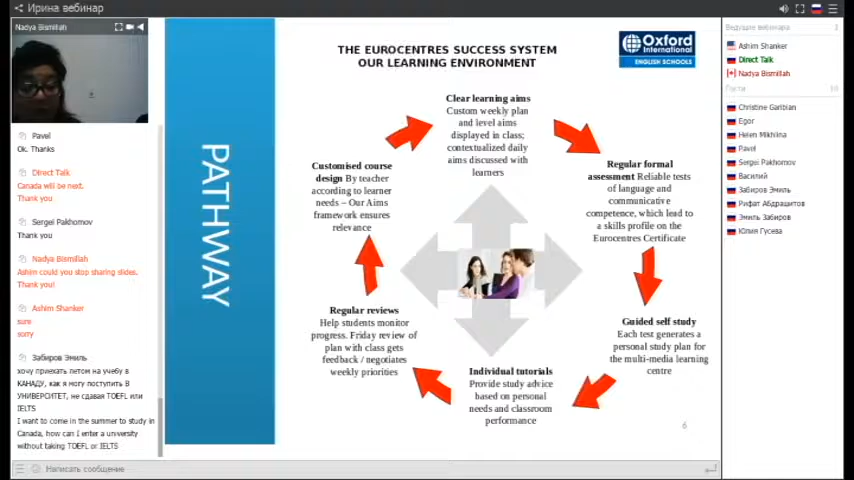 Ирина вебинар
Nadya Bismillah
Pavel
Ok. Thanks
Direct Talk
Canada will be next.
Thank you
Sergei Pakhomov
Thank you
Nadya Bismillah
Ashim could you stop sharing slides.
Thank you!
Ashim Shanker
sure
sorry
Забиров Эмиль
хочу приехать летом на учебу в
КАНАДУ, как я могу поступить В
УНИВЕРСИТЕТ, не сдавая TOEFL или
IELTS
I want to come in the summer to study in
Canada, how can I enter a university
without taking TOEFL or IELTS
Написать сообщение
PATHWAY
THE EUROCENTRES SUCCESS SYSTEM
OUR LEARNING ENVIRONMENT
Oxford
International
ENGLISH SCHOOLS
Clear learning aims
Custom weekly plan
and level aims
displayed in class;
contextualized daily
aims discussed with
learners
Regular formal
assessment Reliable tests
of language and
communicative
competence, which lead to
a skills profile on the
Eurocentres Certificate
Guided self study
Each test generates a
personal study plan for
the multi-media learning
centre
Individual tutorials
Provide study advice
based on personal
needs and classroom
performance
Regular reviews
Help students monitor
progress. Friday review of
plan with class gets
feedback / negotiates
weekly priorities
Customised course
design By teacher
according to learner
needs – Our Aims
framework ensures
relevance
6
Ведущие вебинара
3
Ashim Shanker
Direct Talk
Nadya Bismillah
Гости
10
Christine Garibian
Egor
Helen Mikhlina
Pavel
Sergei Pakhomov
Василий
Забиров Эмиль
Рифат Абдрашитов
Эмиль Забиров
Юлия Гусева